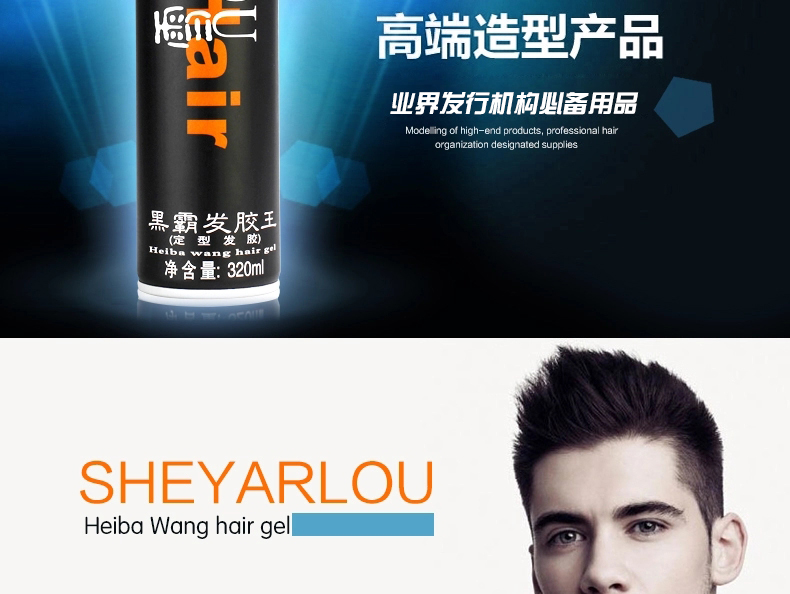 hair
高端造型产品
业界发行机构必备用品
Modelling of high-end products, professional hair
organization designated supplies
黑霸发胶王
(定型发胶)
Heiba wang hair gel
净含量: 320ml
SHEYARLOU
Heiba Wang hair gel